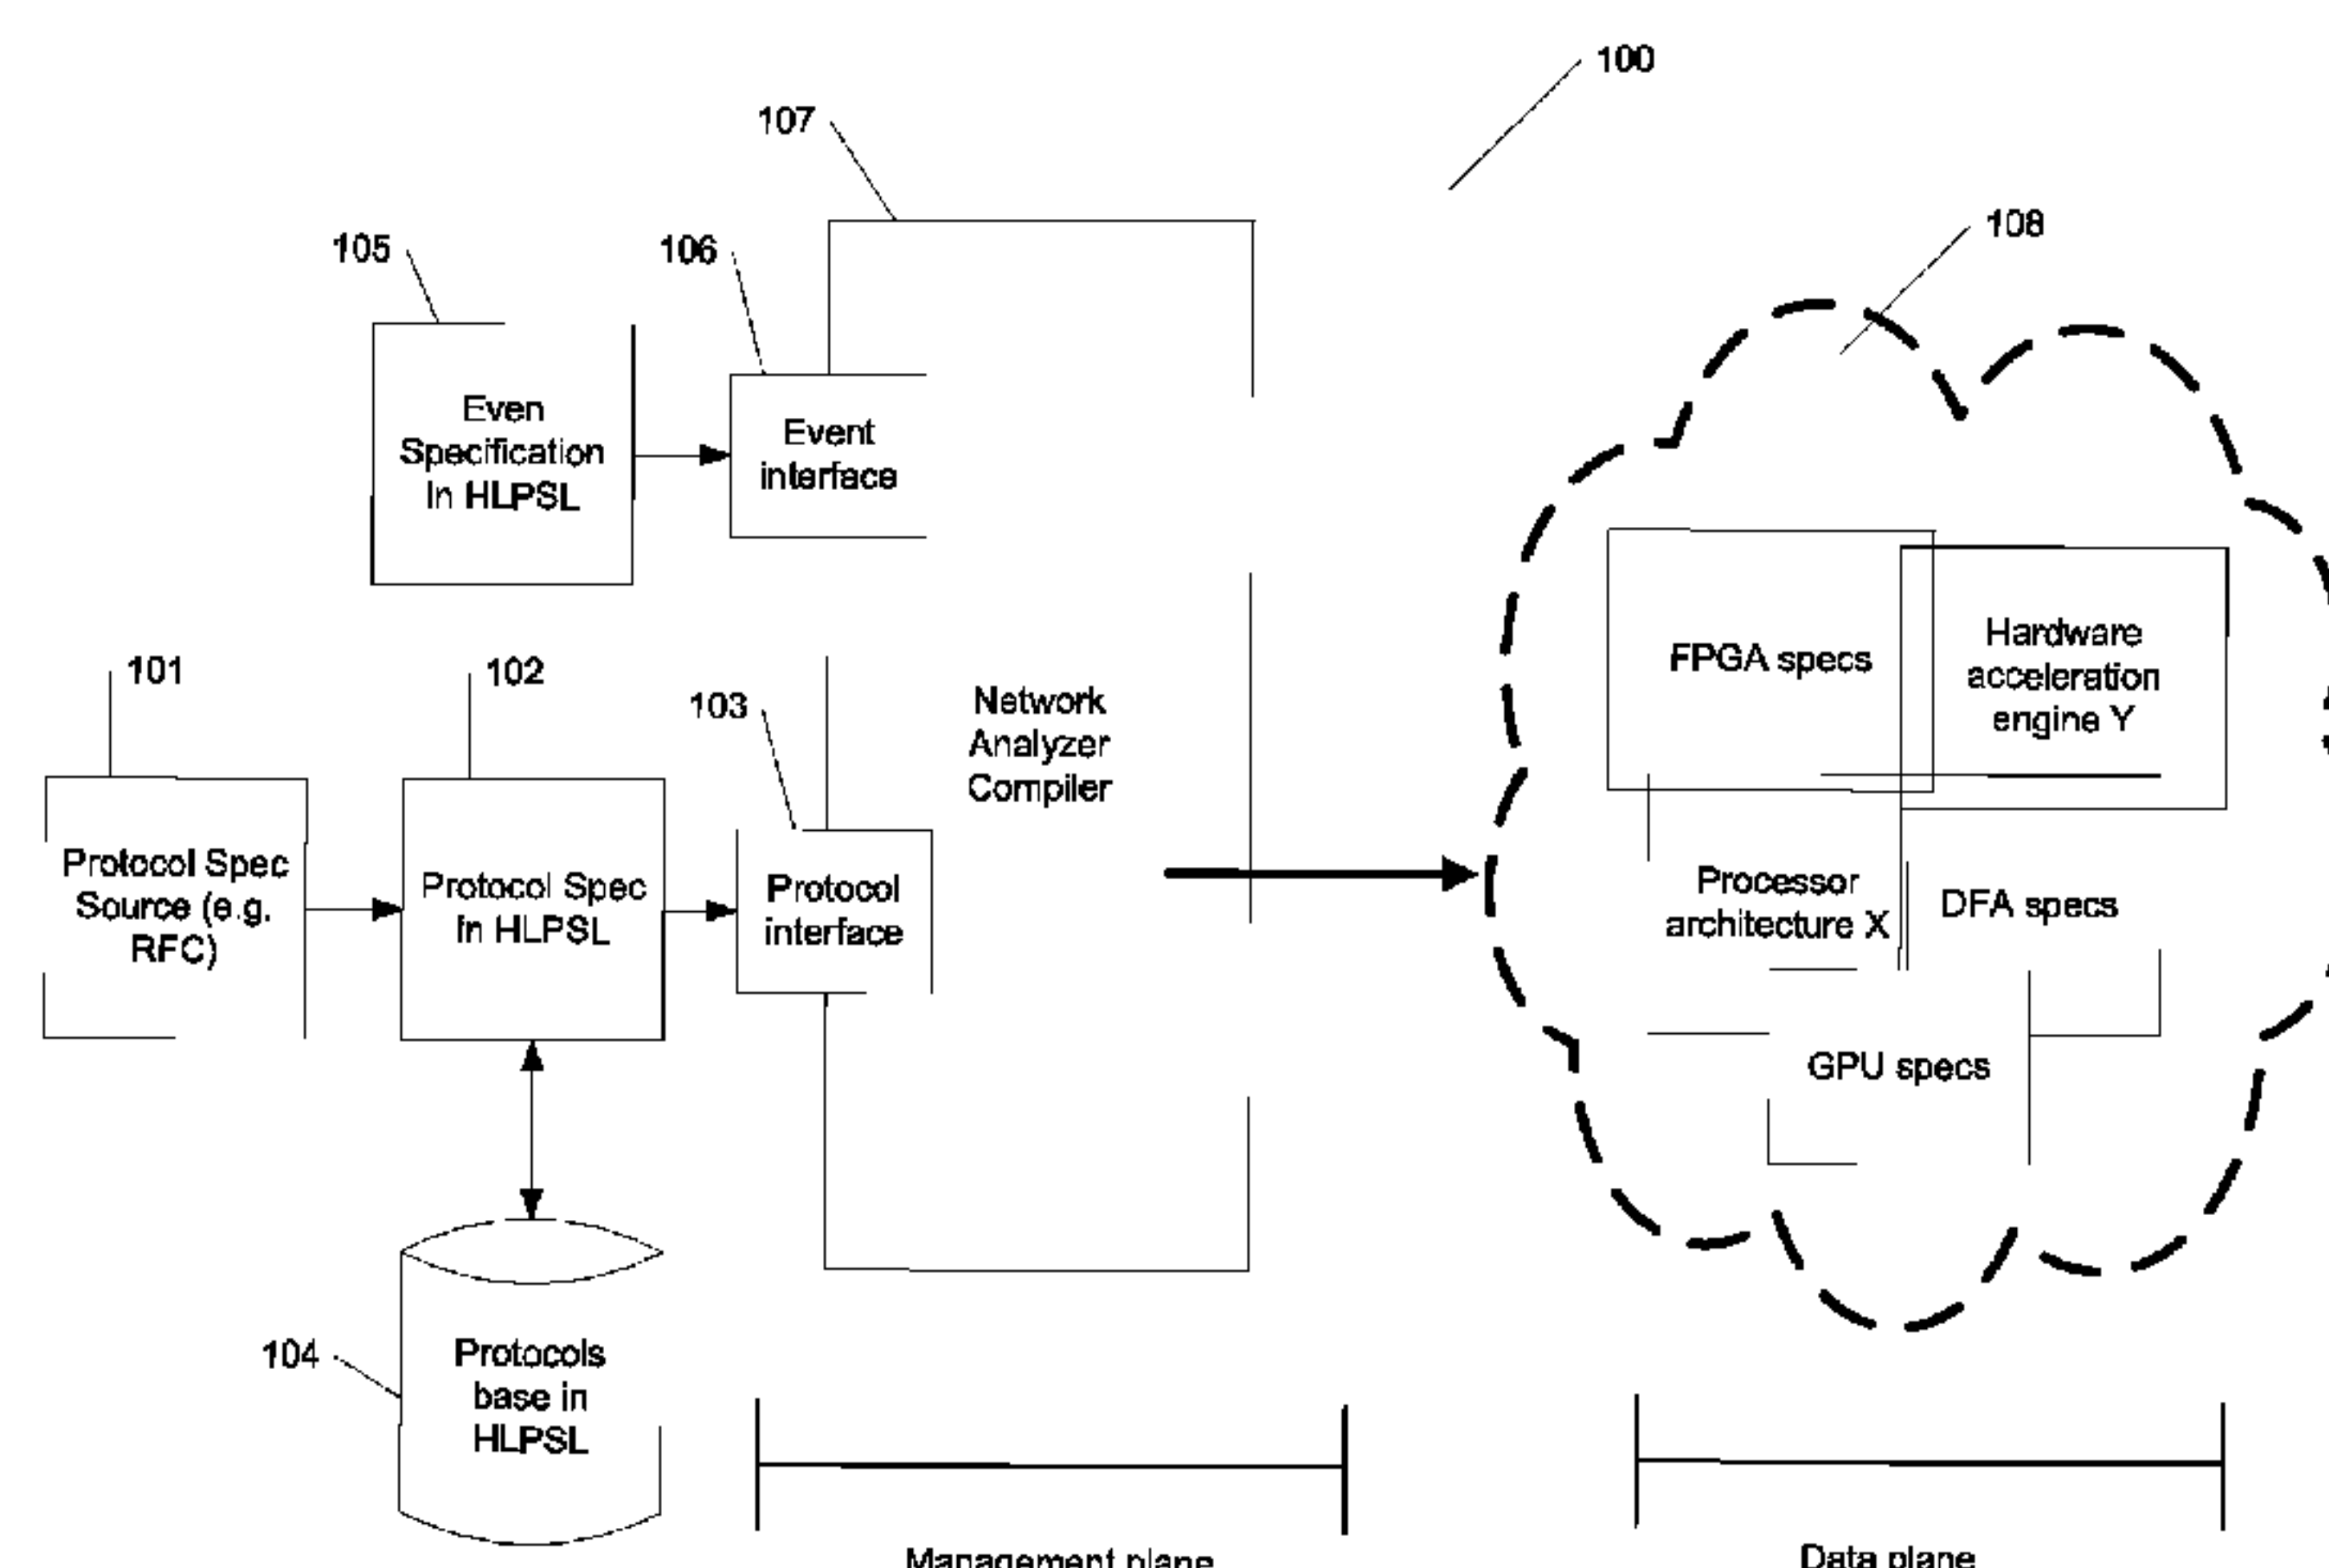 100
107
108
105
106
Even
Specification
in HLPSL
Event
interface
FPGA specs
Hardware
acceleration
engine Y
101
102
103
Network
Analyzer
Compiler
Protocol Spec
Source (e.g.
RFC)
Protocol Spec
in HLPSL
Protocol
interface
Processor
architecture X
DFA specs
GPU specs
104
Protocols
base in
HLPSL
Management plane
Data plane